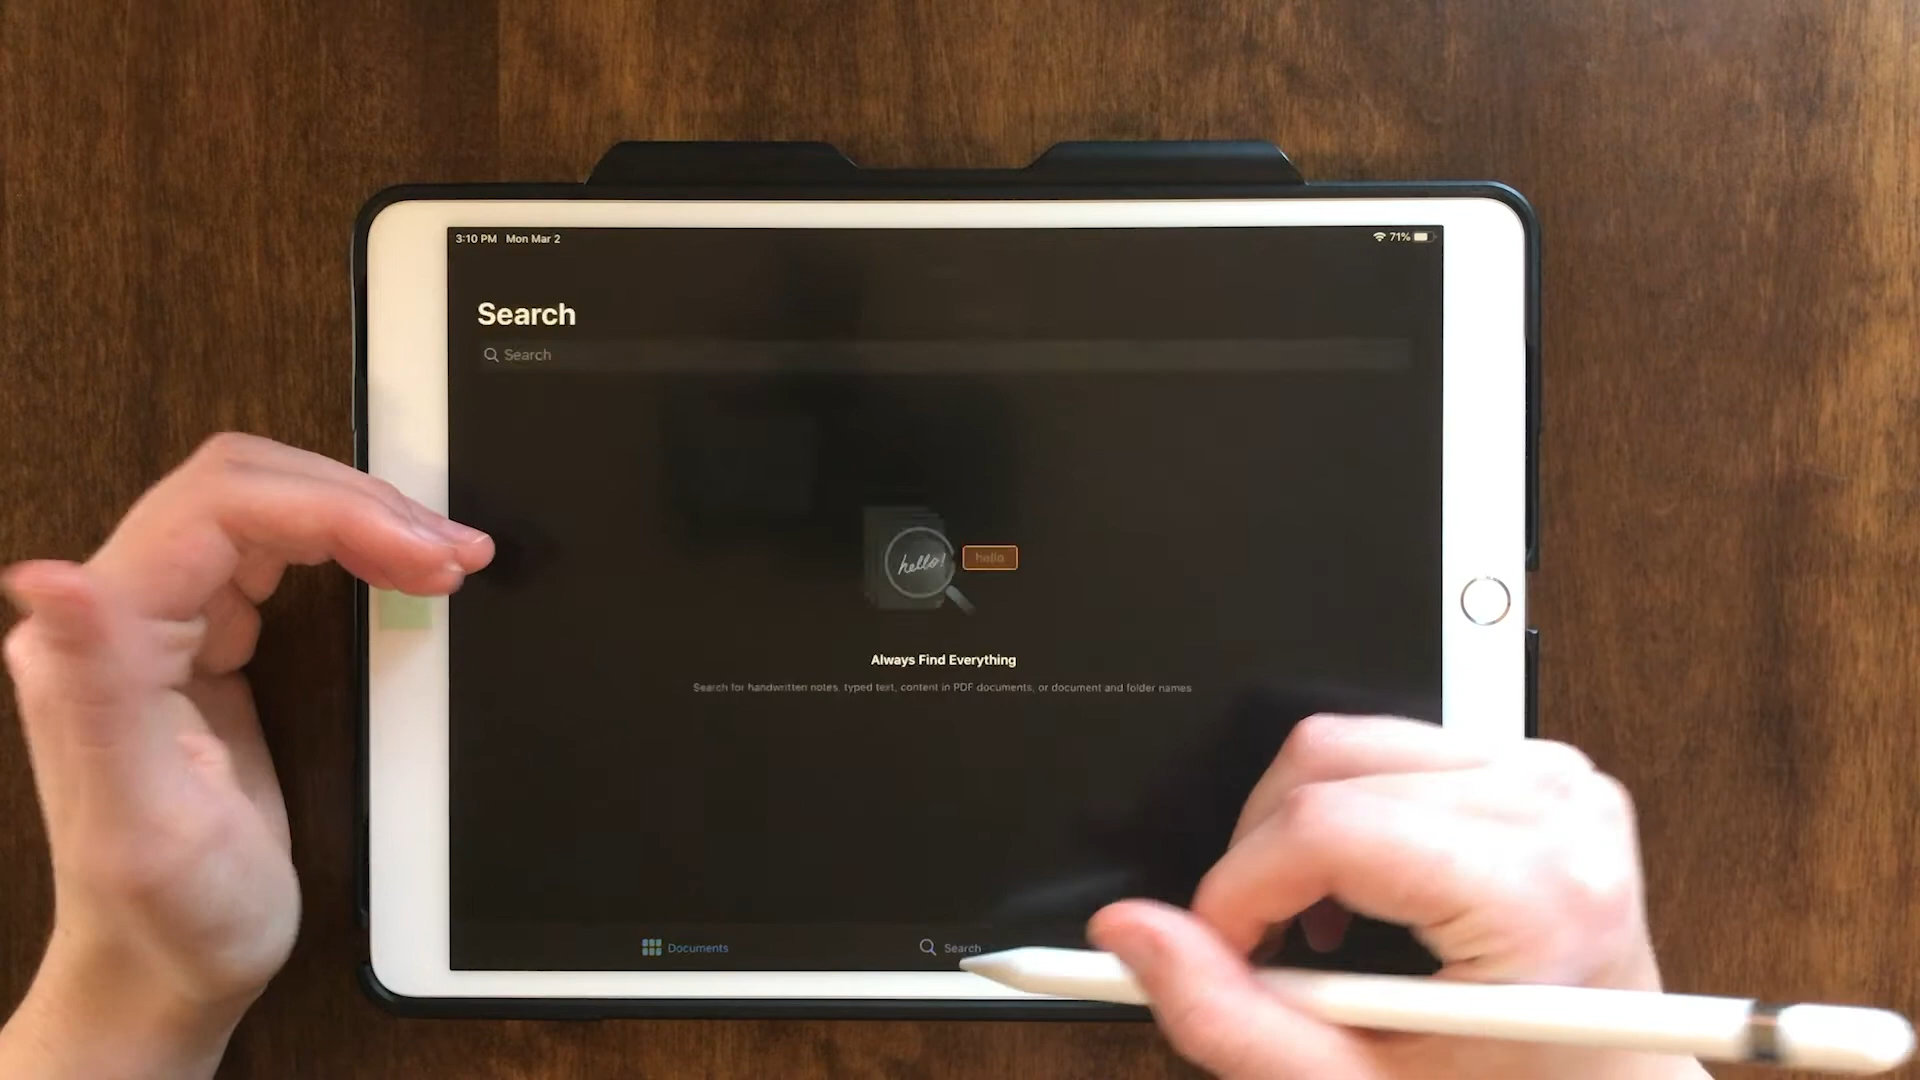 3:10 PM Mon Mar 2
71%
Search
Search
hello!
hello
Always Find Everything
Search for handwritten notes, typed text, content in PDF documents, or document and folder names
Documents
Search